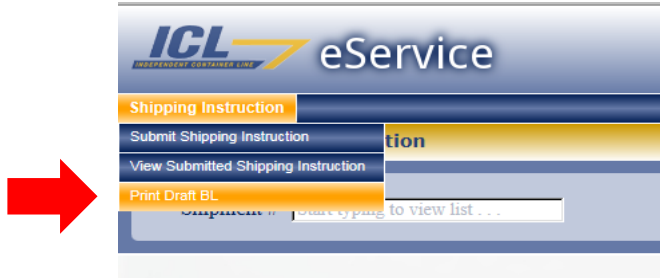 ICL
INDEPENDENT CONTAINER LINE
eService
Shipping Instruction
Submit Shipping Instruction
tion
View Submitted Shipping Instruction
Print Draft BL
Shipment # Start typing to view list . . .